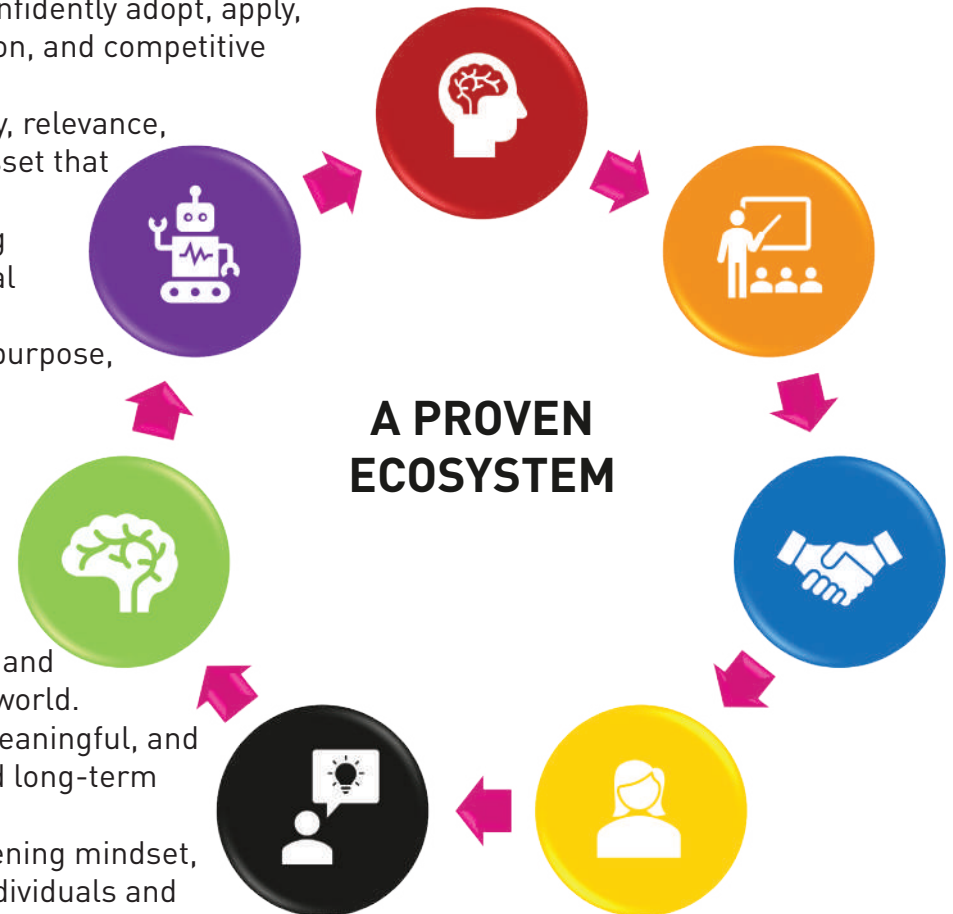 nfidently adopt, apply,
on, and competitive
y, relevance,
sset that
g
al
purpose,
A PROVEN
ECOSYSTEM
and
world.
eaningful, and
d long-term
ening mindset,
dividuals and